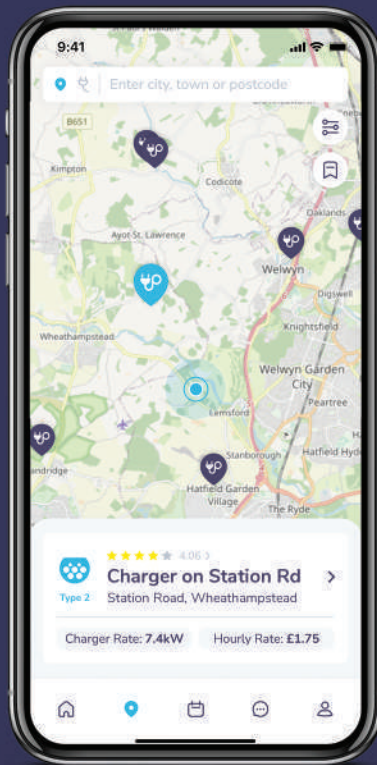 9:41
Enter city, town or postcode
B651
Kimpton
Codicote
Oaklands
Ayot St. Lawrence
Welwyn
Digswell
Knightsfield
Wheathampstead
Welwyn Garden
City
Peartree
Lemsford
Stanborough
Hatfield Hyd
andridge
Hatfield Garden
Village
The Ryde
4.06
Charger on Station Rd
Type 2
Station Road, Wheathampstead
Charger Rate: 7.4kW
Hourly Rate: £1.75